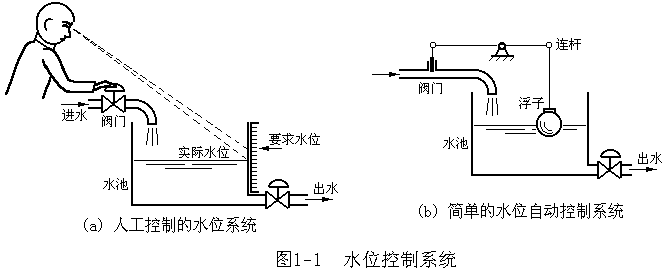 进水
阀门
实际水位
要求水位
水池
出水
(a) 人工控制的水位系统
连杆
阀门
浮子
水池
出水
(b) 简单的水位自动控制系统
图1-1 水位控制系统